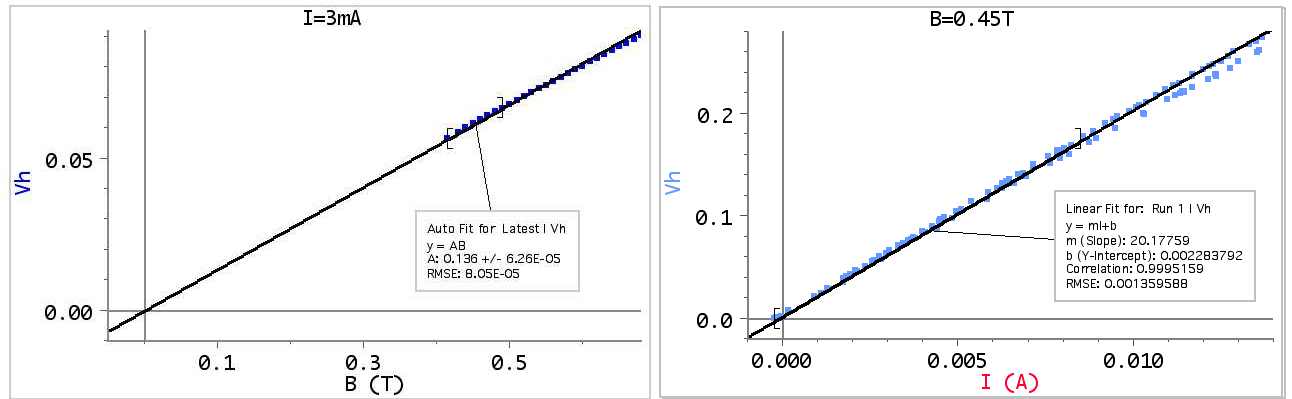 I=3mA
Vh
0.05
0.00
Auto Fit for Latest | Vh
y = AB
A: 0.136 +/- 6.26E-05
RMSE: 8.05E-05
0.1
0.3
0.5
B (T)
B=0.45T
Vh
0.2
0.1
0.0
Linear Fit for: Run 1 | Vh
y = mI+b
m (Slope): 20.17759
b (Y-Intercept): 0.002283792
Correlation: 0.9995159
RMSE: 0.001359588
0.000
0.005
0.010
I (A)